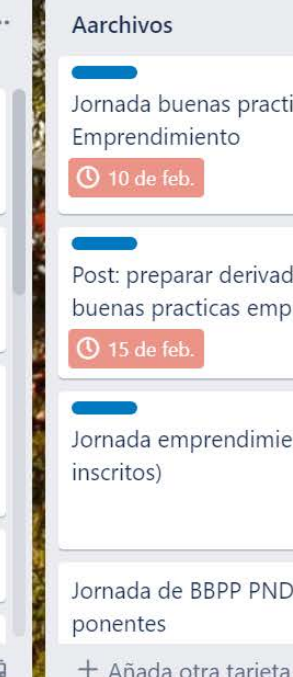 Aarchivos
Jornada buenas practi
Emprendimiento
10 de feb.
Post: preparar derivad
buenas practicas emp
15 de feb.
Jornada emprendimie
inscritos)
Jornada de BBPP PND
ponentes
+ Añada otra tarjeta